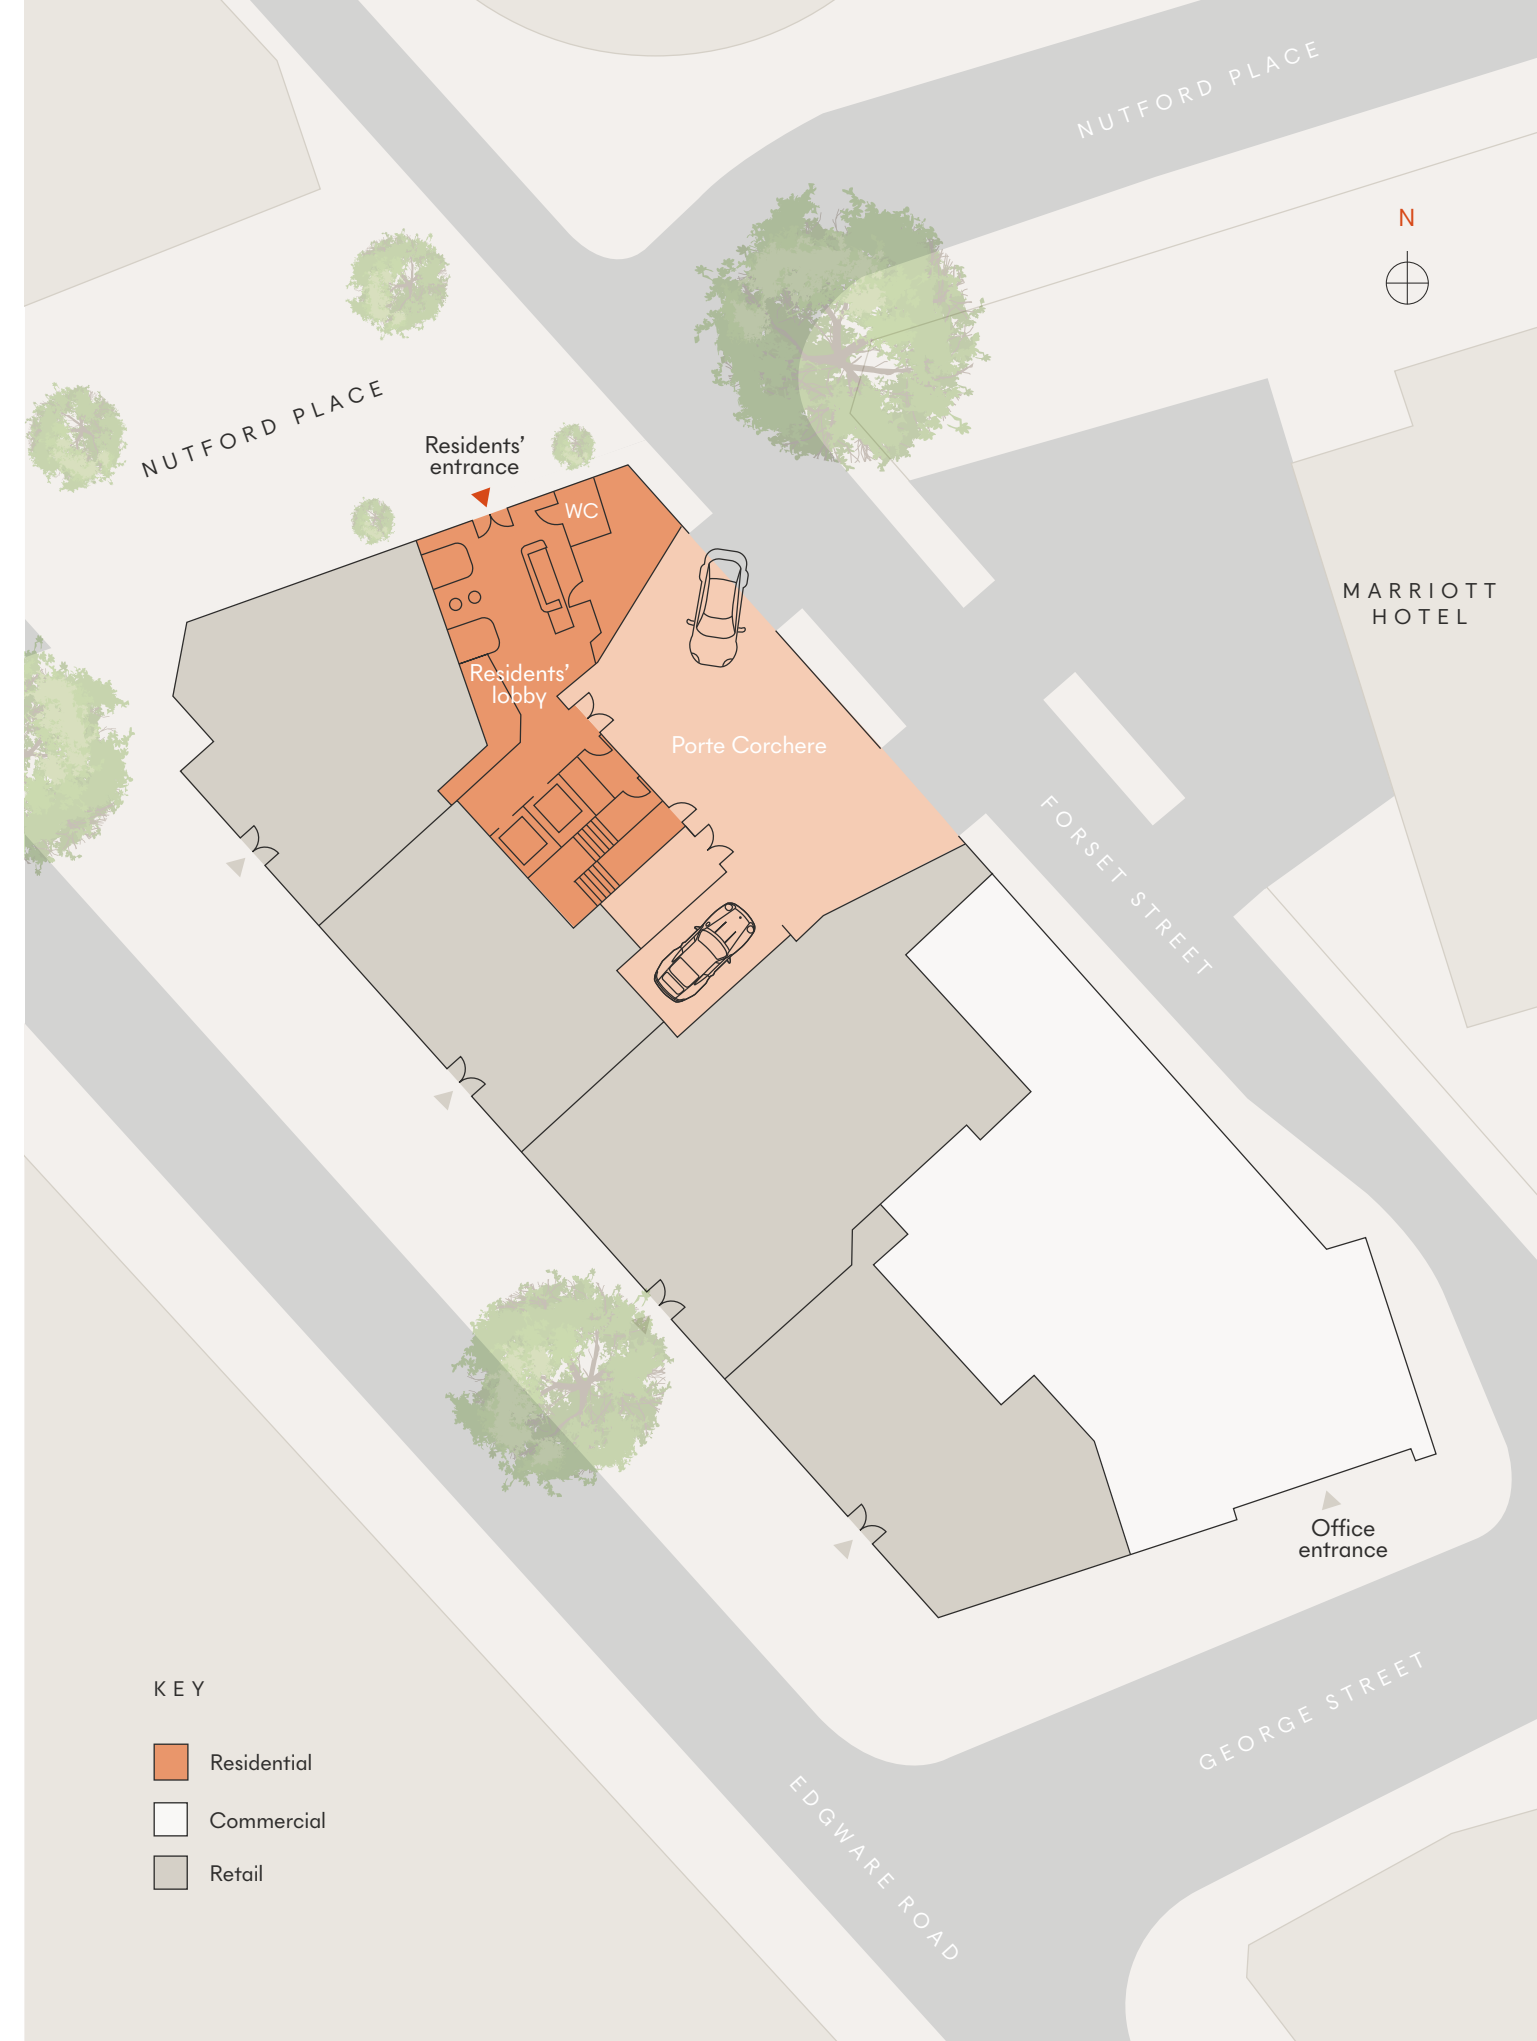 NUTFORD PLACE
N
NUTFORD PLACE
Residents'
entrance
WC
MARRIOTT
HOTEL
Residents'
lobby
Porte Corchere
FORSET STREET
Office
entrance
GEORGE STREET
EDGWARE ROAD
KEY
Residential
Commercial
Retail